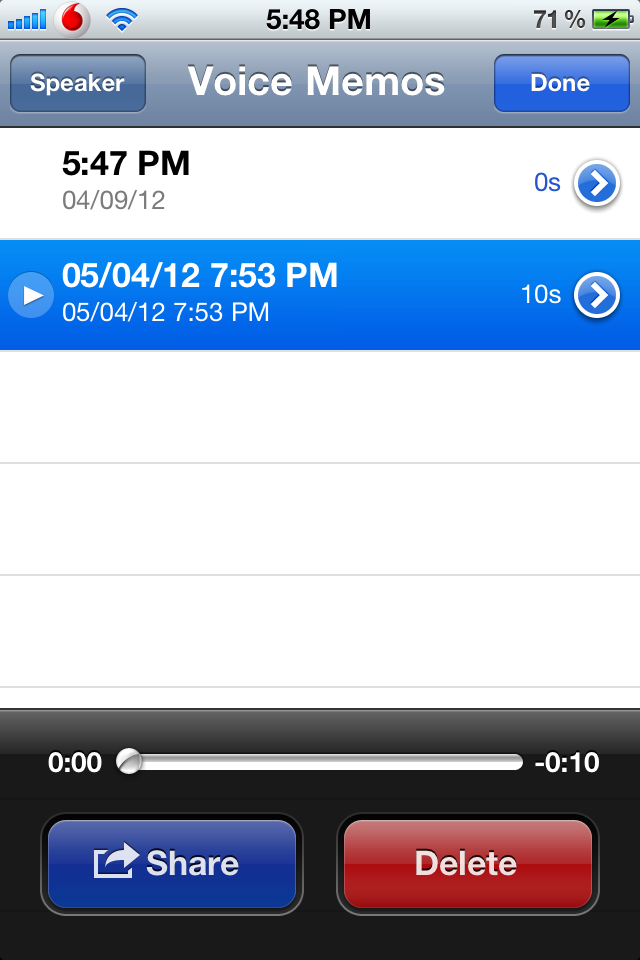 5:48 PM
71 %
Speaker
Voice Memos
Done
5:47 PM
04/09/12
0s
05/04/12 7:53 PM
05/04/12 7:53 PM
10s
0:00
-0:10
Share
Delete